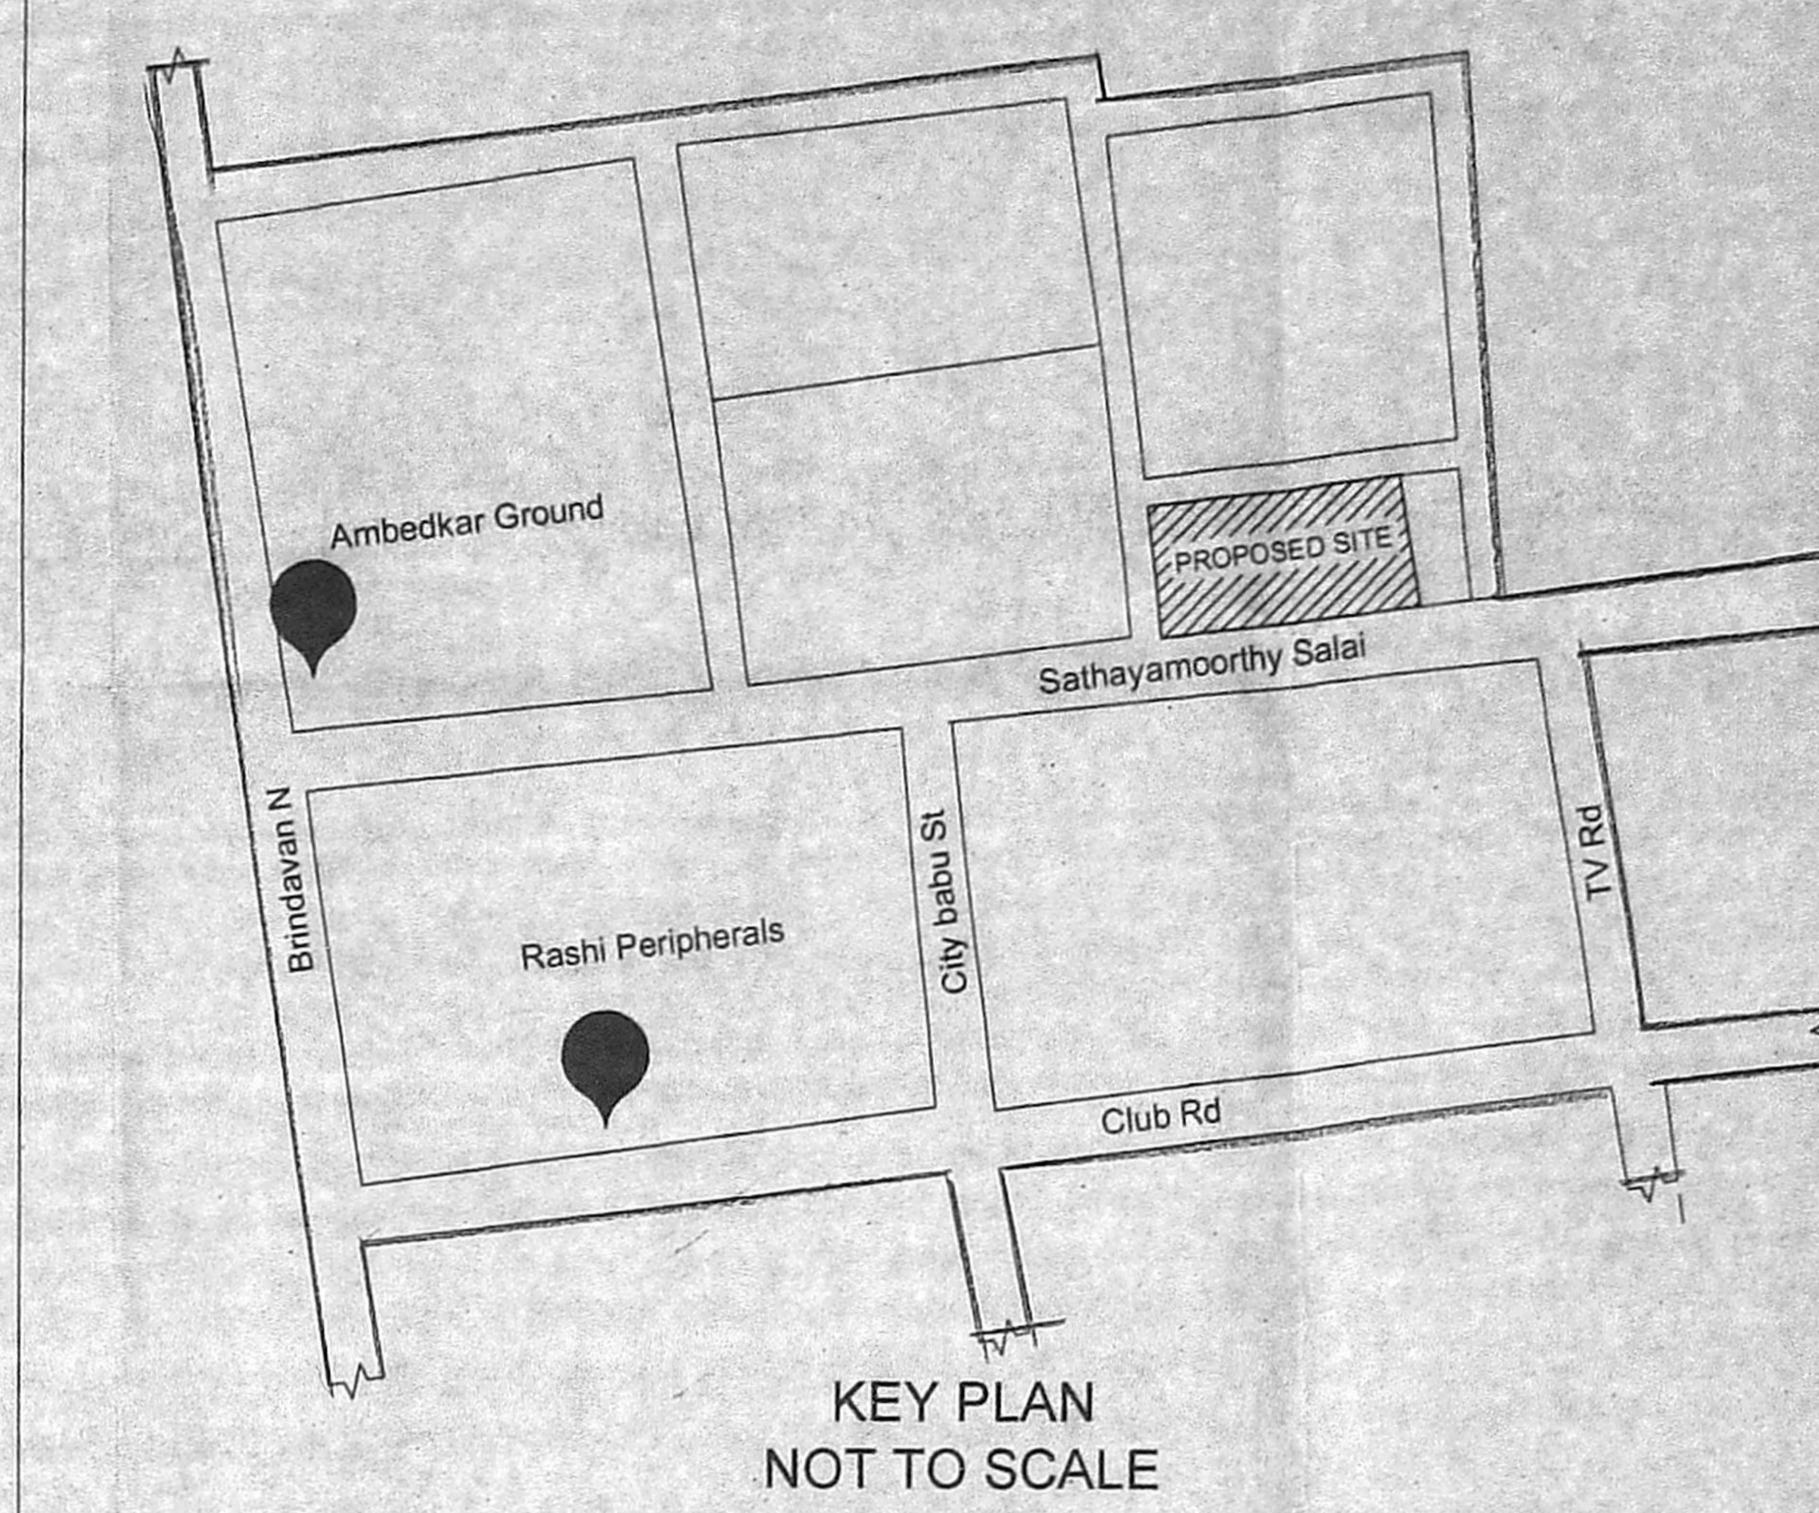 Ambedkar Ground
PROPOSED SITE
Sathayamoorthy Salai
Brindavan N
City babu St
TV Rd
Rashi Peripherals
Club Rd
KEY PLAN
NOT TO SCALE